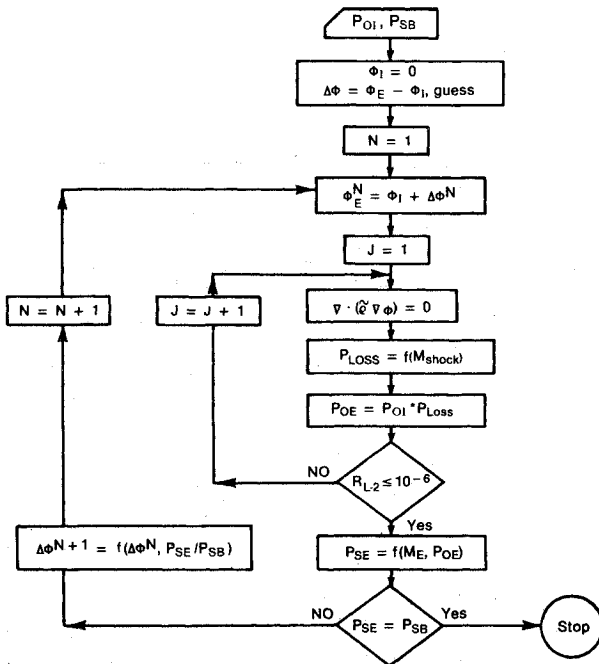 P_OI, P_SB
Φ_I = 0
ΔΦ = Φ_E − Φ_I, guess
N = 1
Φ_E^N = Φ_I + ΔΦ^N
J = 1
N = N + 1
J = J + 1
∇ · (ρ̃ ∇ φ) = 0
P_LOSS = f(M_shock)
P_OE = P_OI * P_Loss
NO
R_L-2 ≤ 10^−6
Yes
ΔΦ^N + 1 = f(ΔΦ^N, P_SE/P_SB)
P_SE = f(M_E, P_OE)
NO
P_SE = P_SB
Yes
Stop